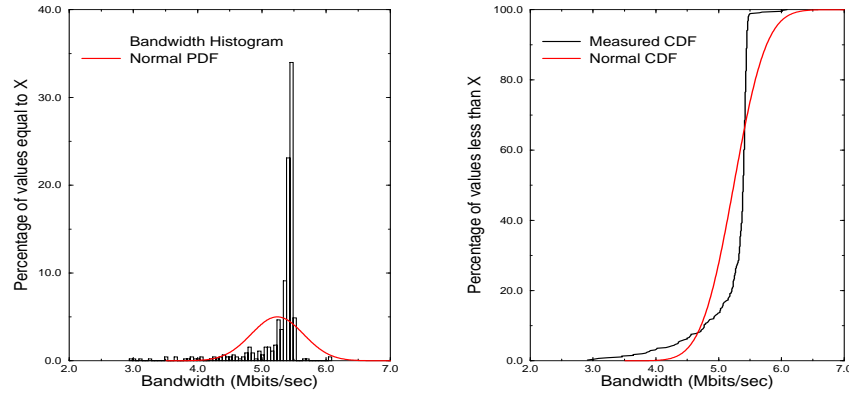 40.0
30.0
20.0
10.0
0.0
Percentage of values equal to X
Bandwidth Histogram
Normal PDF
2.0 3.0 4.0 5.0 6.0 7.0
Bandwidth (Mbits/sec)
100.0
80.0
60.0
40.0
20.0
0.0
Percentage of values less than X
Measured CDF
Normal CDF
2.0 3.0 4.0 5.0 6.0 7.0
Bandwidth (Mbits/sec)